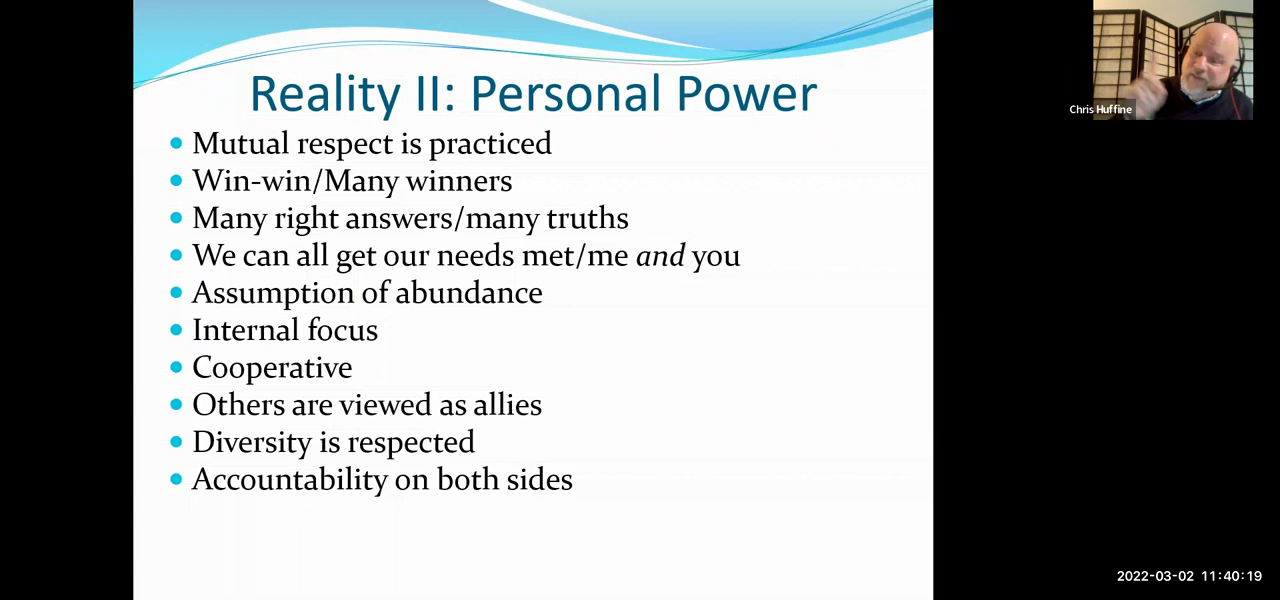 Reality II: Personal Power
Mutual respect is practiced
Win-win/Many winners
Many right answers/many truths
We can all get our needs met/me and you
Assumption of abundance
Internal focus
Cooperative
Others are viewed as allies
Diversity is respected
Accountability on both sides
Chris Huffine
2022-03-02 11:40:19